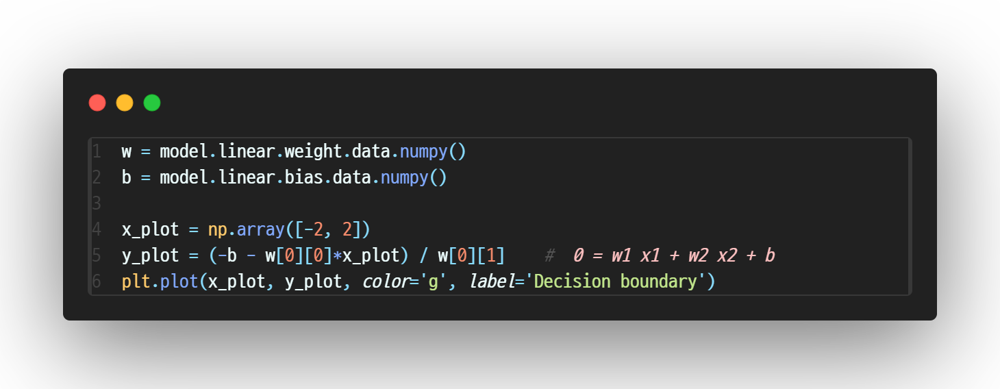 1 w = model.linear.weight.data.numpy()
2 b = model.linear.bias.data.numpy()
3
4 x_plot = np.array([-2, 2])
5 y_plot = (-b - w[0][0]*x_plot) / w[0][1]    #  0 = w1 x1 + w2 x2 + b
6 plt.plot(x_plot, y_plot, color='g', label='Decision boundary')